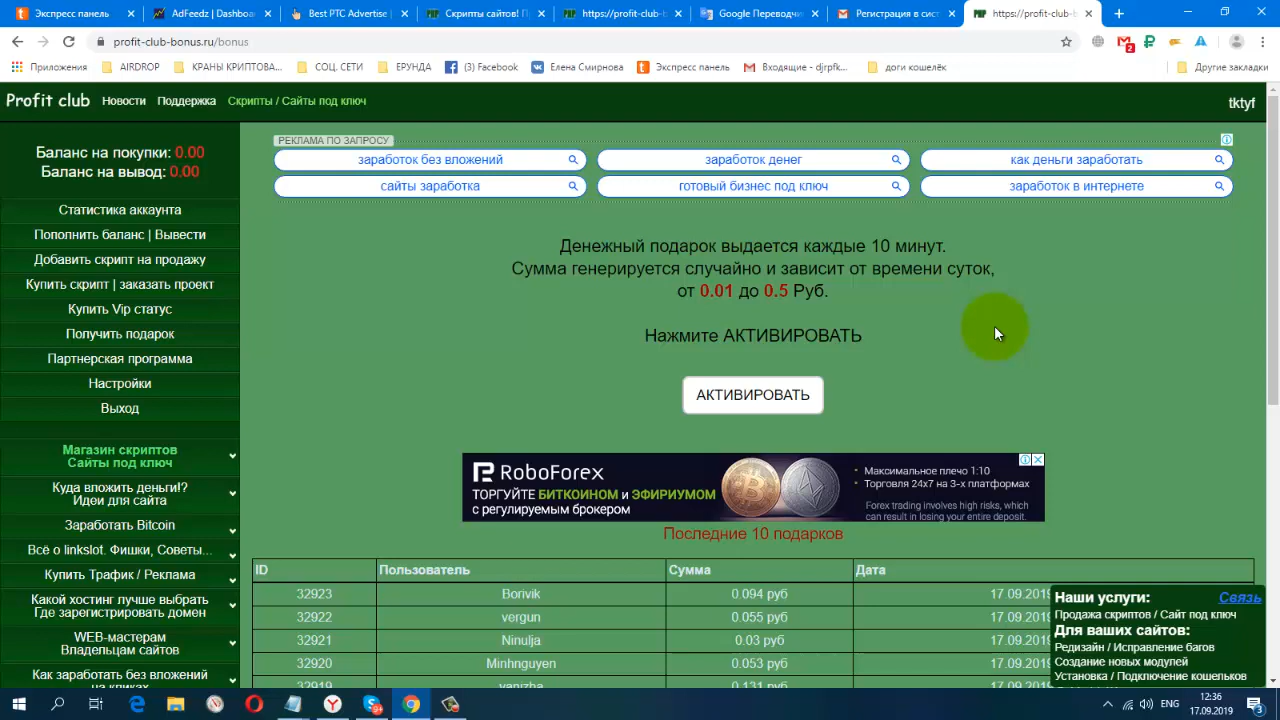 Экспресс панель
AdFeedz | Dashboa
Best PTC Advertise
Скрипты сайтов! П
https://profit-club-b
Google Переводч
Регистрация в сист
https://profit-club-b
profit-club-bonus.ru/bonus
2
Приложения
AIRDROP
КРАНЫ КРИПТОВА...
СОЦ. СЕТИ
ЕРУНДА
(3) Facebook
Елена Смирнова
Экспресс панель
Входящие - djrpfk...
доги кошелёк
Другие закладки
Profit club
Новости
Поддержка
Скрипты / Сайты под ключ
tktyf
Баланс на покупки: 0.00
Баланс на вывод: 0.00
Статистика аккаунта
Пополнить баланс | Вывести
Добавить скрипт на продажу
Купить скрипт | заказать проект
Купить Vip статус
Получить подарок
Партнерская программа
Настройки
Выход
Магазин скриптов
Сайты под ключ
Куда вложить деньги!?
Идеи для сайта
Заработать Bitcoin
Всё о linkslot. Фишки, Советы...
Купить Трафик / Реклама
Какой хостинг лучше выбрать
Где зарегистрировать домен
WEB-мастерам
Владельцам сайтов
Как заработать без вложений
на кликах
РЕКЛАМА ПО ЗАПРОСУ
заработок без вложений
заработок денег
как деньги заработать
сайты заработка
готовый бизнес под ключ
заработок в интернете
Денежный подарок выдается каждые 10 минут.
Сумма генерируется случайно и зависит от времени суток,
от 0.01 до 0.5 Руб.
Нажмите АКТИВИРОВАТЬ
АКТИВИРОВАТЬ
RoboForex
ТОРГУЙТЕ БИТКОИНОМ и ЭФИРИУМОМ
с регулируемым брокером
Максимальное плечо 1:10
Торговля 24x7 на 3-х платформах
Forex trading involves high risks, which
can result in losing your entire deposit.
Последние 10 подарков
ID Пользователь Сумма Дата
32923 Borivik 0.094 руб 17.09.2019
32922 vergun 0.055 руб 17.09.2019
32921 Ninulja 0.03 руб 17.09.2019
32920 Minhnguyen 0.053 руб 17.09.2019
32919 vanizha 0.131 руб 17.09.2019
Наши услуги:
Связь
Продажа скриптов / Сайт под ключ
Для ваших сайтов:
Редизайн / Исправление багов
Создание новых модулей
Установка / Подключение кошельков
ENG
12:36
17.09.2019
3